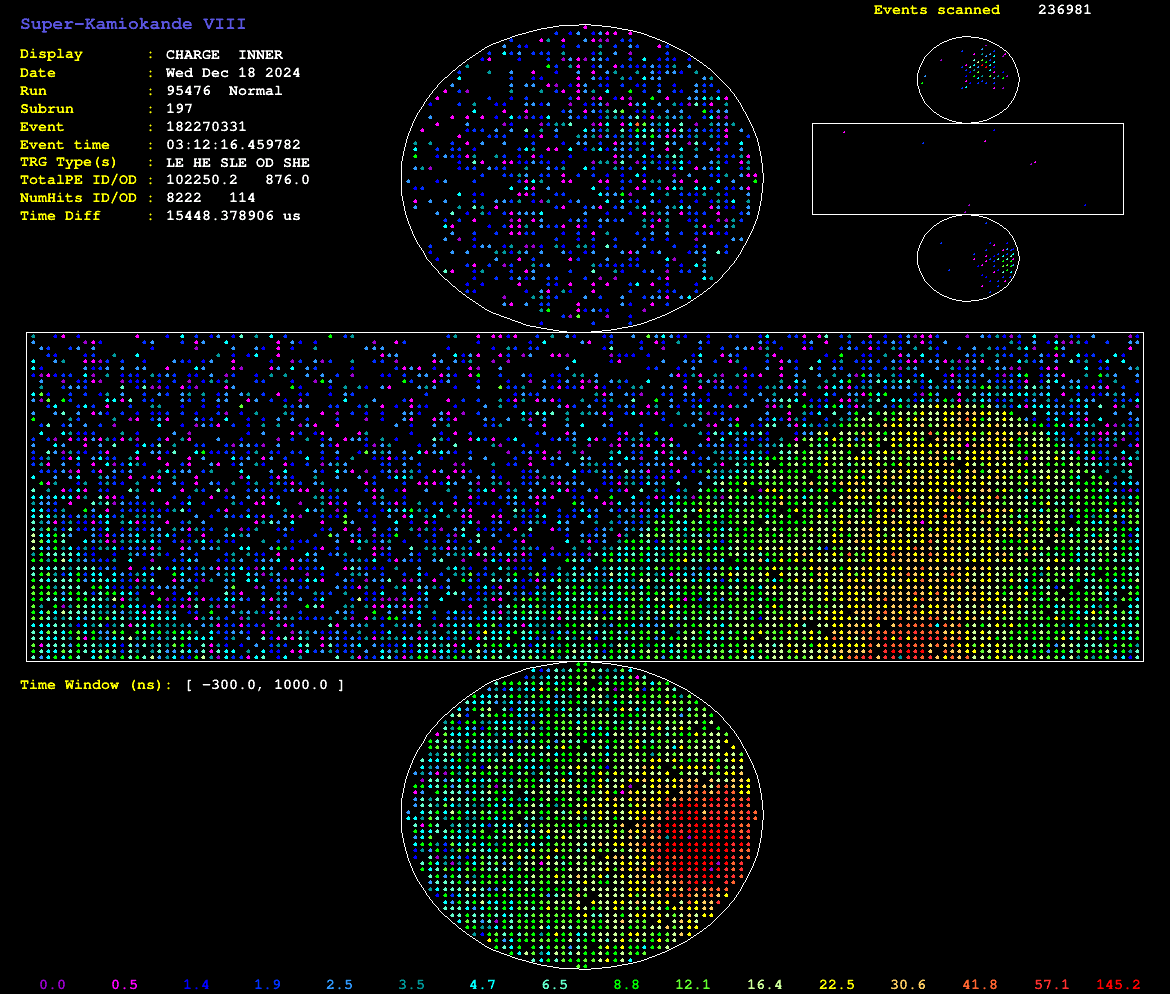 Super-Kamiokande VIII
Events scanned 236981
Display : CHARGE INNER
Date : Wed Dec 18 2024
Run : 95476 Normal
Subrun : 197
Event : 182270331
Event time : 03:12:16.459782
TRG Type(s) : LE HE SLE OD SHE
TotalPE ID/OD : 102250.2 876.0
NumHits ID/OD : 8222 114
Time Diff : 15448.378906 us
Time Window (ns): [ −300.0, 1000.0 ]
0.0 0.5 1.4 1.9 2.5 3.5 4.7 6.5 8.8 12.1 16.4 22.5 30.6 41.8 57.1 145.2